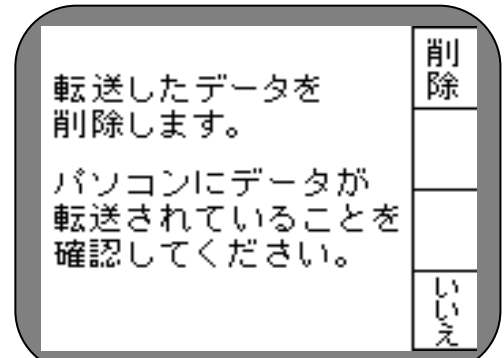 転送したデータを
削除します。
パソコンにデータが
転送されていることを
確認してください。
削除
いいえ